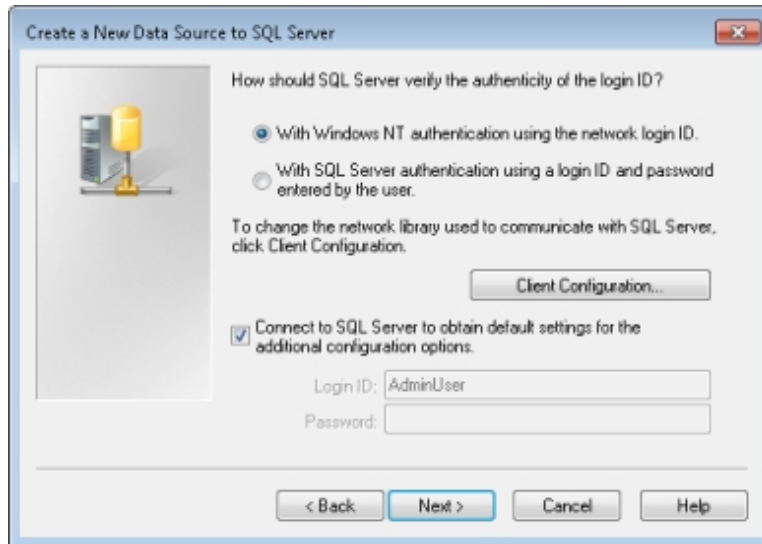 Create a New Data Source to SQL Server
How should SQL Server verify the authenticity of the login ID?
With Windows NT authentication using the network login ID.
With SQL Server authentication using a login ID and password
entered by the user.
To change the network library used to communicate with SQL Server,
click Client Configuration.
Client Configuration...
Connect to SQL Server to obtain default settings for the
additional configuration options.
Login ID: AdminUser
Password:
< Back Next > Cancel Help